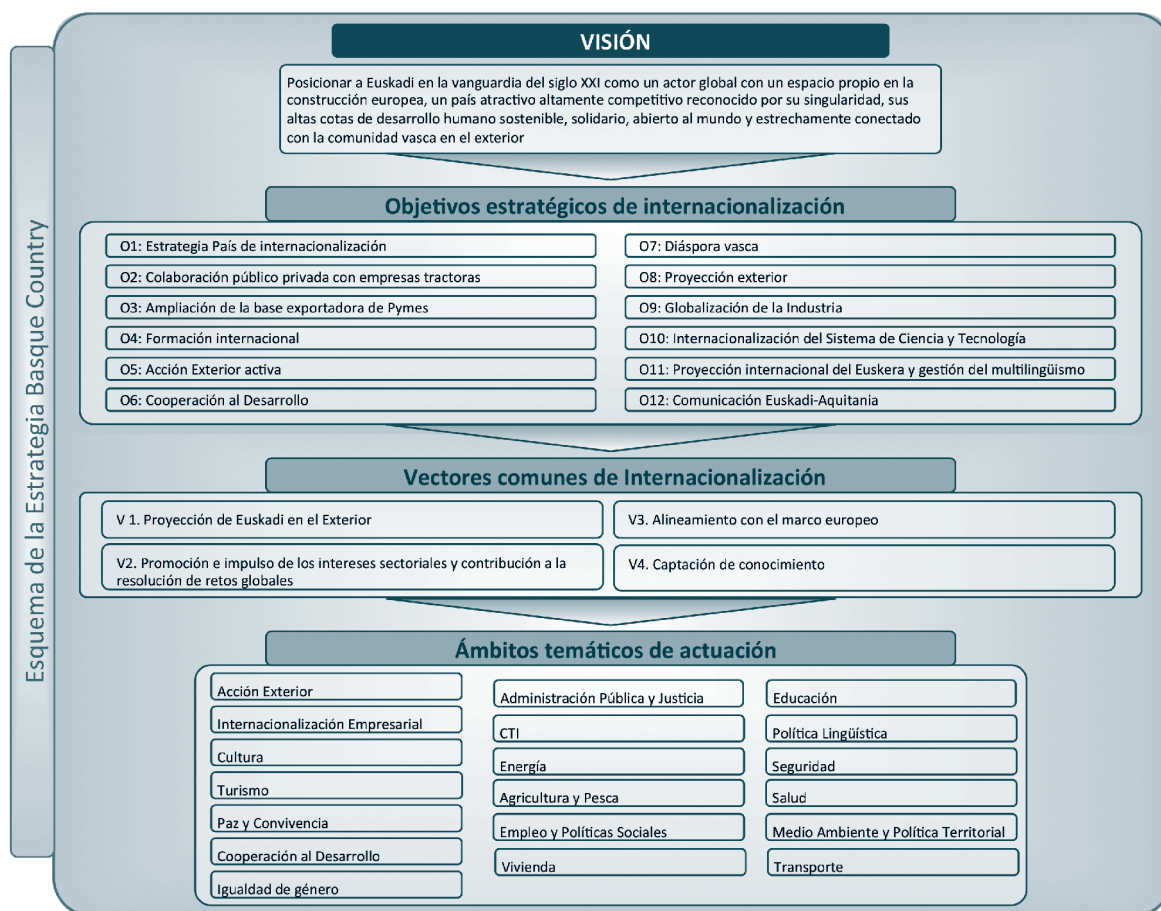 Esquema de la Estrategia Basque Country
VISIÓN
Posicionar a Euskadi en la vanguardia del siglo XXI como un actor global con un espacio propio en la
construcción europea, un país atractivo altamente competitivo reconocido por su singularidad, sus
altas cotas de desarrollo humano sostenible, solidario, abierto al mundo y estrechamente conectado
con la comunidad vasca en el exterior
Objetivos estratégicos de internacionalización
O1: Estrategia País de internacionalización
O2: Colaboración público privada con empresas tractoras
O3: Ampliación de la base exportadora de Pymes
O4: Formación internacional
O5: Acción Exterior activa
O6: Cooperación al Desarrollo
O7: Diáspora vasca
O8: Proyección exterior
O9: Globalización de la Industria
O10: Internacionalización del Sistema de Ciencia y Tecnología
O11: Proyección internacional del Euskera y gestión del multilingüismo
O12: Comunicación Euskadi-Aquitania
Vectores comunes de Internacionalización
V 1. Proyección de Euskadi en el Exterior
V2. Promoción e impulso de los intereses sectoriales y contribución a la
resolución de retos globales
V3. Alineamiento con el marco europeo
V4. Captación de conocimiento
Ámbitos temáticos de actuación
Acción Exterior
Internacionalización Empresarial
Cultura
Turismo
Paz y Convivencia
Cooperación al Desarrollo
Igualdad de género
Administración Pública y Justicia
CTI
Energía
Agricultura y Pesca
Empleo y Políticas Sociales
Vivienda
Educación
Política Lingüística
Seguridad
Salud
Medio Ambiente y Política Territorial
Transporte